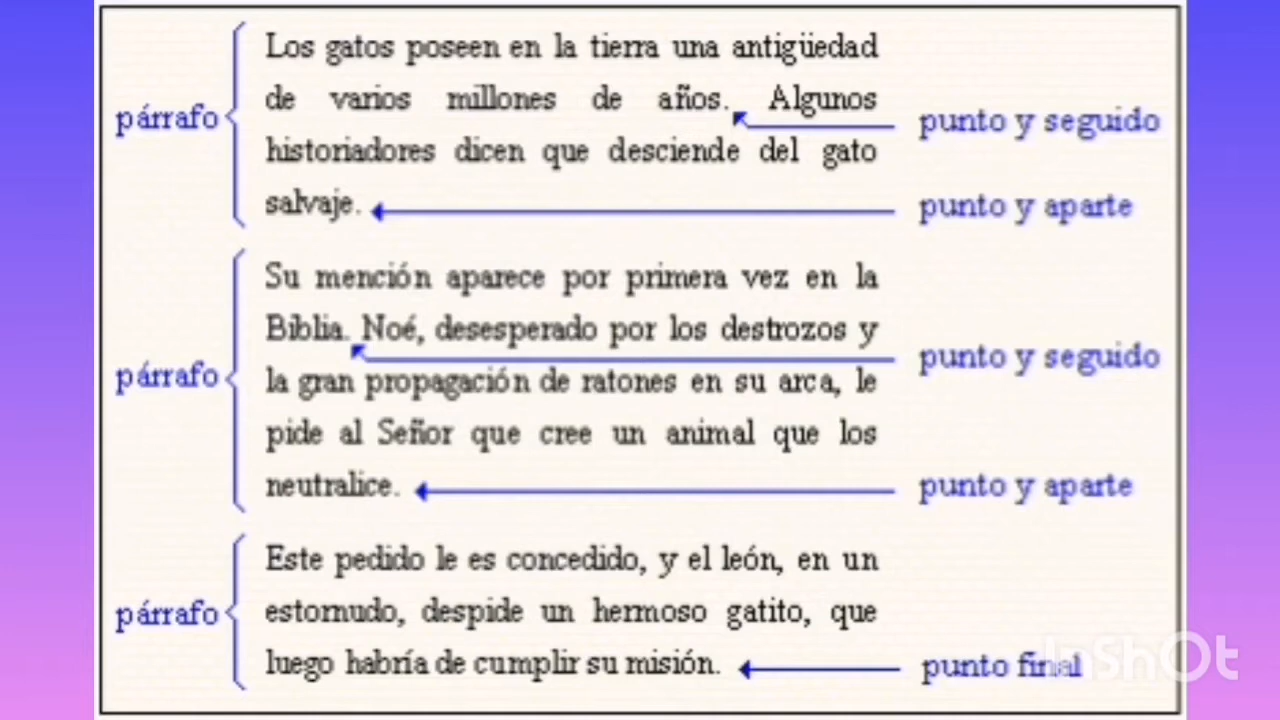 Los gatos poseen en la tierra una antigüedad
de varios millones de años. Algunos
párrafo
punto y seguido
historiadores dicen que desciende del gato
salvaje.
punto y aparte
Su mención aparece por primera vez en la
Biblia. Noé, desesperado por los destrozos y
punto y seguido
párrafo
la gran propagación de ratones en su arca, le
pide al Señor que cree un animal que los
neutralice.
punto y aparte
Este pedido le es concedido, y el león, en un
estornudo, despide un hermoso gatito, que
párrafo
luego habría de cumplir su misión.
punto final
InShOt